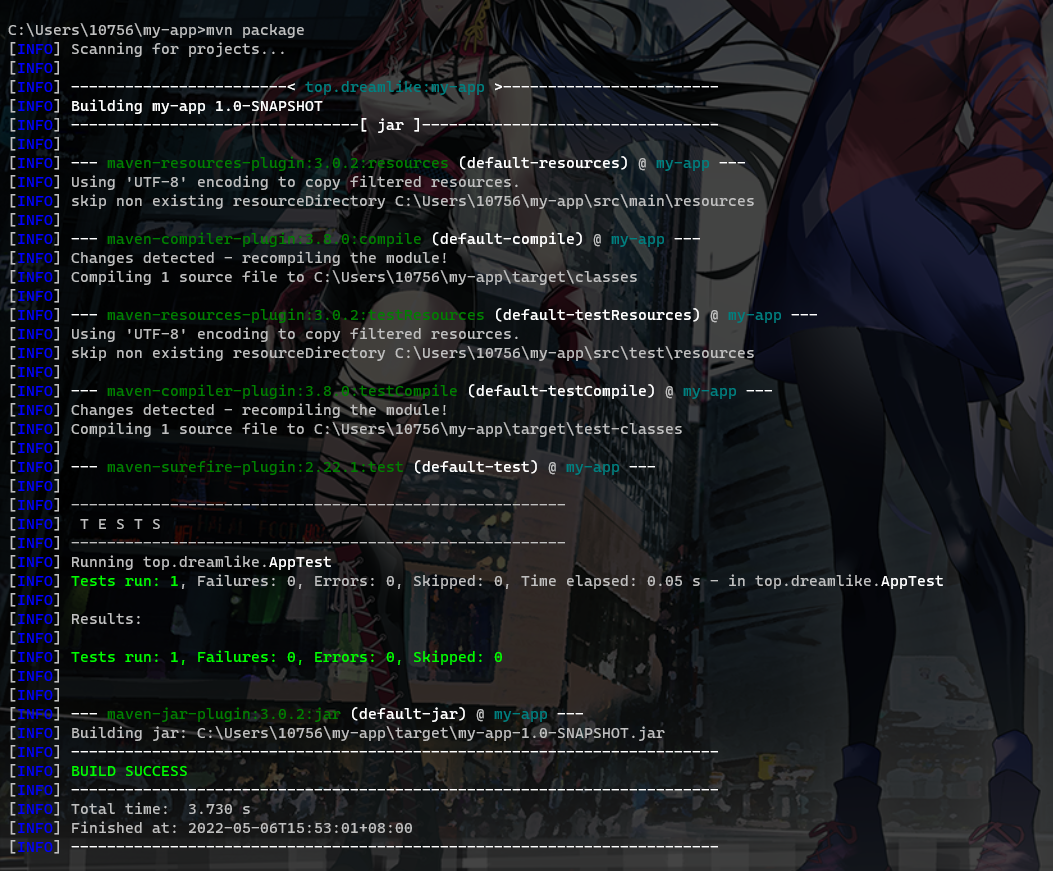 C:\Users\10756\my-app>mvn package
[INFO] Scanning for projects...
[INFO]
[INFO] ------------------------< top.dreamlike:my-app >------------------------
[INFO] Building my-app 1.0-SNAPSHOT
[INFO] --------------------------------[ jar ]---------------------------------
[INFO]
[INFO] --- maven-resources-plugin:3.0.2:resources (default-resources) @ my-app ---
[INFO] Using 'UTF-8' encoding to copy filtered resources.
[INFO] skip non existing resourceDirectory C:\Users\10756\my-app\src\main\resources
[INFO]
[INFO] --- maven-compiler-plugin:3.8.0:compile (default-compile) @ my-app ---
[INFO] Changes detected - recompiling the module!
[INFO] Compiling 1 source file to C:\Users\10756\my-app\target\classes
[INFO]
[INFO] --- maven-resources-plugin:3.0.2:testResources (default-testResources) @ my-app ---
[INFO] Using 'UTF-8' encoding to copy filtered resources.
[INFO] skip non existing resourceDirectory C:\Users\10756\my-app\src\test\resources
[INFO]
[INFO] --- maven-compiler-plugin:3.8.0:testCompile (default-testCompile) @ my-app ---
[INFO] Changes detected - recompiling the module!
[INFO] Compiling 1 source file to C:\Users\10756\my-app\target\test-classes
[INFO]
[INFO] --- maven-surefire-plugin:2.22.1:test (default-test) @ my-app ---
[INFO]
[INFO] -------------------------------------------------------
[INFO]  T E S T S
[INFO] -------------------------------------------------------
[INFO] Running top.dreamlike.AppTest
[INFO] Tests run: 1, Failures: 0, Errors: 0, Skipped: 0, Time elapsed: 0.05 s - in top.dreamlike.AppTest
[INFO]
[INFO] Results:
[INFO]
[INFO] Tests run: 1, Failures: 0, Errors: 0, Skipped: 0
[INFO]
[INFO]
[INFO] --- maven-jar-plugin:3.0.2:jar (default-jar) @ my-app ---
[INFO] Building jar: C:\Users\10756\my-app\target\my-app-1.0-SNAPSHOT.jar
[INFO] ------------------------------------------------------------------------
[INFO] BUILD SUCCESS
[INFO] ------------------------------------------------------------------------
[INFO] Total time:  3.730 s
[INFO] Finished at: 2022-05-06T15:53:01+08:00
[INFO] ------------------------------------------------------------------------